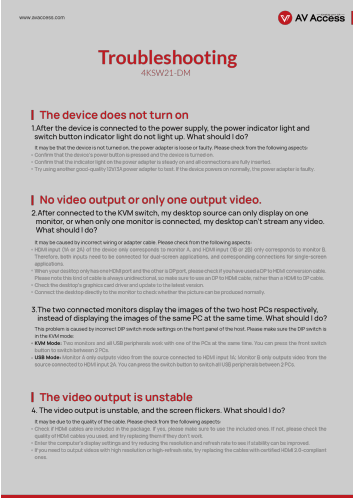 www.avaccess.com
AV Access
Troubleshooting
4KSW21-DM
The device does not turn on
1.After the device is connected to the power supply, the power indicator light and
switch button indicator light do not light up. What should I do?
It may be that the device is not turned on, the power adapter is loose or faulty. Please check from the following aspects:
- Confirm that the device's power button is pressed and the device is turned on.
- Confirm that the indicator light on the power adapter is steady on and all connections are fully inserted.
- Try using another good-quality 12V/1A power adapter to test. If the device powers on normally, the power adapter is faulty.
No video output or only one output video.
2.After connected to the KVM switch, my desktop source can only display on one
monitor, or when only one monitor is connected, my desktop can't stream any video.
What should I do?
It may be caused by incorrect wiring or adapter cable. Please check from the following aspects:
- HDMI input (1A or 2A) of the device only corresponds to monitor A, and HDMI input (1B or 2B) only corresponds to monitor B.
Therefore, both inputs need to be connected for dual-screen applications, and corresponding connections for single-screen
applications.
- When your desktop only has one HDMI port and the other is DP port, please check if you have used a DP to HDMI conversion cable.
Please note this kind of cable is always unidirectional, so make sure to use an DP to HDMI cable, rather than a HDMI to DP cable.
- Check the desktop's graphics card driver and update to the latest version.
- Connect the desktop directly to the monitor to check whether the picture can be produced normally.
3.The two connected monitors display the images of the two host PCs respectively,
instead of displaying the images of the same PC at the same time. What should I do?
This problem is caused by incorrect DIP switch mode settings on the front panel of the host. Please make sure the DIP switch is
in the KVM mode:
- KVM Mode: Two monitors and all USB peripherals work with one of the PCs at the same time. You can press the front switch
button to switch between 2 PCs.
- USB Mode: Monitor A only outputs video from the source connected to HDMI input 1A; Monitor B only outputs video from the
source connected to HDMI input 2A. You can press the switch button to switch all USB peripherals between 2 PCs.
The video output is unstable
4. The video output is unstable, and the screen flickers. What should I do?
It may be due to the quality of the cable. Please check from the following aspects:
- Check if HDMI cables are included in the package. If yes, please make sure to use the included ones. If not, please check the
quality of HDMI cables you used, and try replacing them if they don't work.
- Enter the computer's display settings and try reducing the resolution and refresh rate to see if stability can be improved.
- If you need to output videos with high resolution or high-refresh rate, try replacing the cables with certified HDMI 2.0-compliant
ones.